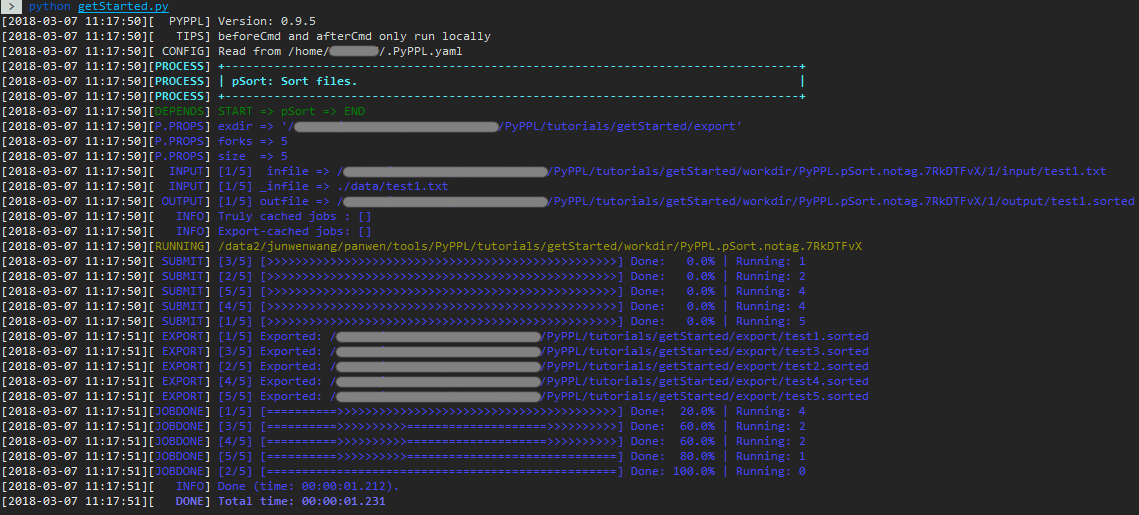 > python getStarted.py
[2018-03-07 11:17:50][  PYPPL] Version: 0.9.5
[2018-03-07 11:17:50][   TIPS] beforeCmd and afterCmd only run locally
[2018-03-07 11:17:50][ CONFIG] Read from /home/ /.PyPPL.yaml
[2018-03-07 11:17:50][PROCESS] +--------------------------------------------------------------------------------+
[2018-03-07 11:17:50][PROCESS] | pSort: Sort files. |
[2018-03-07 11:17:50][PROCESS] +--------------------------------------------------------------------------------+
[2018-03-07 11:17:50][DEPENDS] START => pSort => END
[2018-03-07 11:17:50][P.PROPS] exdir => '/ /PyPPL/tutorials/getStarted/export'
[2018-03-07 11:17:50][P.PROPS] forks => 5
[2018-03-07 11:17:50][P.PROPS] size  => 5
[2018-03-07 11:17:50][  INPUT] [1/5]  infile => / /PyPPL/tutorials/getStarted/workdir/PyPPL.pSort.notag.7RkDTFvX/1/input/test1.txt
[2018-03-07 11:17:50][  INPUT] [1/5] _infile => ./data/test1.txt
[2018-03-07 11:17:50][ OUTPUT] [1/5] outfile => / /PyPPL/tutorials/getStarted/workdir/PyPPL.pSort.notag.7RkDTFvX/1/output/test1.sorted
[2018-03-07 11:17:50][   INFO] Truly cached jobs : []
[2018-03-07 11:17:50][   INFO] Export-cached jobs: []
[2018-03-07 11:17:50][RUNNING] /data2/junwenwang/panwen/tools/PyPPL/tutorials/getStarted/workdir/PyPPL.pSort.notag.7RkDTFvX
[2018-03-07 11:17:50][ SUBMIT] [3/5] [>>>>>>>>>>>>>>>>>>>>>>>>>>>>>>>>>>>>>>>>>>>>>>>>>>] Done:   0.0% | Running: 1
[2018-03-07 11:17:50][ SUBMIT] [2/5] [>>>>>>>>>>>>>>>>>>>>>>>>>>>>>>>>>>>>>>>>>>>>>>>>>>] Done:   0.0% | Running: 2
[2018-03-07 11:17:50][ SUBMIT] [5/5] [>>>>>>>>>>>>>>>>>>>>>>>>>>>>>>>>>>>>>>>>>>>>>>>>>>] Done:   0.0% | Running: 4
[2018-03-07 11:17:50][ SUBMIT] [4/5] [>>>>>>>>>>>>>>>>>>>>>>>>>>>>>>>>>>>>>>>>>>>>>>>>>>] Done:   0.0% | Running: 4
[2018-03-07 11:17:50][ SUBMIT] [1/5] [>>>>>>>>>>>>>>>>>>>>>>>>>>>>>>>>>>>>>>>>>>>>>>>>>>] Done:   0.0% | Running: 5
[2018-03-07 11:17:51][ EXPORT] [1/5] Exported: / /PyPPL/tutorials/getStarted/export/test1.sorted
[2018-03-07 11:17:51][ EXPORT] [3/5] Exported: / /PyPPL/tutorials/getStarted/export/test3.sorted
[2018-03-07 11:17:51][ EXPORT] [2/5] Exported: / /PyPPL/tutorials/getStarted/export/test2.sorted
[2018-03-07 11:17:51][ EXPORT] [4/5] Exported: / /PyPPL/tutorials/getStarted/export/test4.sorted
[2018-03-07 11:17:51][ EXPORT] [5/5] Exported: / /PyPPL/tutorials/getStarted/export/test5.sorted
[2018-03-07 11:17:51][JOBDONE] [1/5] [==========>>>>>>>>>>>>>>>>>>>>>>>>>>>>>>>>>>>>>>>>] Done:  20.0% | Running: 4
[2018-03-07 11:17:51][JOBDONE] [3/5] [==========>>>>>>>>>>====================>>>>>>>>>>] Done:  60.0% | Running: 2
[2018-03-07 11:17:51][JOBDONE] [4/5] [==========>>>>>>>>>>====================>>>>>>>>>>] Done:  60.0% | Running: 2
[2018-03-07 11:17:51][JOBDONE] [5/5] [==========>>>>>>>>>>==============================] Done:  80.0% | Running: 1
[2018-03-07 11:17:51][JOBDONE] [2/5] [==================================================] Done: 100.0% | Running: 0
[2018-03-07 11:17:51][   INFO] Done (time: 00:00:01.212).
[2018-03-07 11:17:51][   DONE] Total time: 00:00:01.231